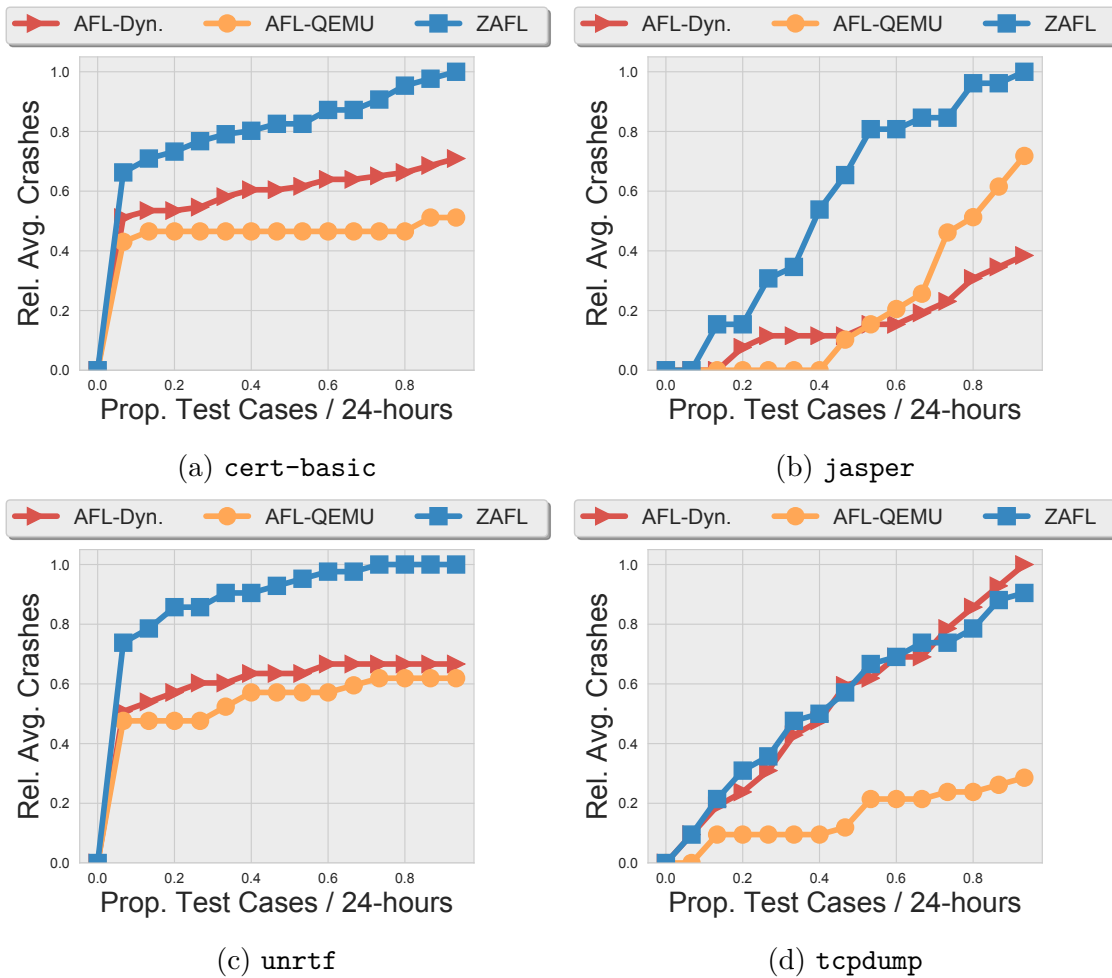 AFL-Dyn. AFL-QEMU ZAFL
AFL-Dyn. AFL-QEMU ZAFL
Rel. Avg. Crashes
1.0
0.8
0.6
0.4
0.2
0.0
0.0 0.2 0.4 0.6 0.8
Prop. Test Cases / 24-hours
(a) cert-basic
Rel. Avg. Crashes
1.0
0.8
0.6
0.4
0.2
0.0
0.0 0.2 0.4 0.6 0.8
Prop. Test Cases / 24-hours
(b) jasper
AFL-Dyn. AFL-QEMU ZAFL
AFL-Dyn. AFL-QEMU ZAFL
Rel. Avg. Crashes
1.0
0.8
0.6
0.4
0.2
0.0
0.0 0.2 0.4 0.6 0.8
Prop. Test Cases / 24-hours
(c) unrtf
Rel. Avg. Crashes
1.0
0.8
0.6
0.4
0.2
0.0
0.0 0.2 0.4 0.6 0.8
Prop. Test Cases / 24-hours
(d) tcpdump